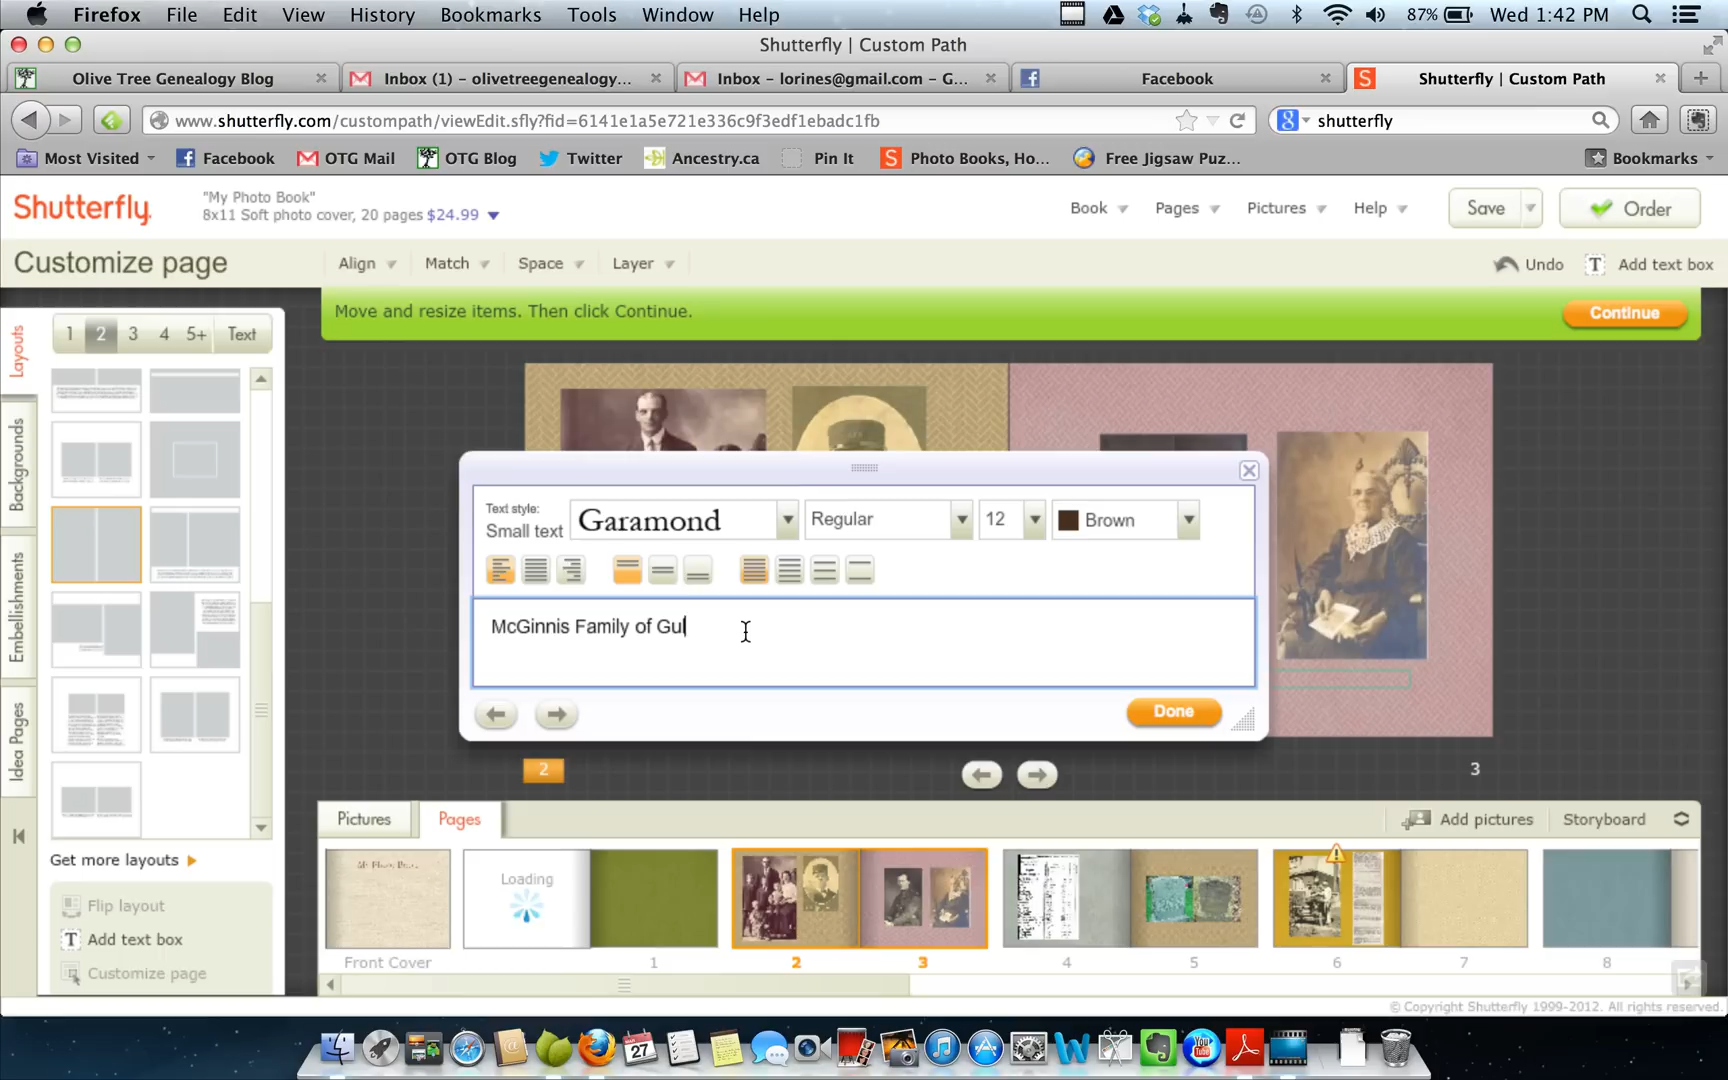 Firefox File Edit View History Bookmarks Tools Window Help 87% Wed 1:42 PM
Shutterfly | Custom Path
Olive Tree Genealogy Blog Inbox (1) – olivetreegenealogy... Inbox – lorines@gmail.com – G... Facebook Shutterfly | Custom Path
www.shutterfly.com/custompath/viewEdit.sfly?fid=6141e1a5e721e336c9f3edf1ebadc1fb shutterfly
Most Visited Facebook OTG Mail OTG Blog Twitter Ancestry.ca Pin It Photo Books, Ho... Free Jigsaw Puz... Bookmarks
Shutterfly.
"My Photo Book"
8x11 Soft photo cover, 20 pages $24.99
Book Pages Pictures Help Save Order
Customize page Align Match Space Layer Undo Add text box
Move and resize items. Then click Continue. Continue
Layouts
Backgrounds
Embellishments
Idea Pages
1 2 3 4 5+ Text
Text style:
Small text
Garamond Regular 12 Brown
McGinnis Family of Gul
Done
2 3
Pictures Pages Add pictures Storyboard
Get more layouts
Flip layout
Add text box
Customize page
My Photo Book
Loading
Front Cover 1 2 3 4 5 6 7 8
© Copyright Shutterfly 1999-2012. All rights reserved.
27
You
Tube